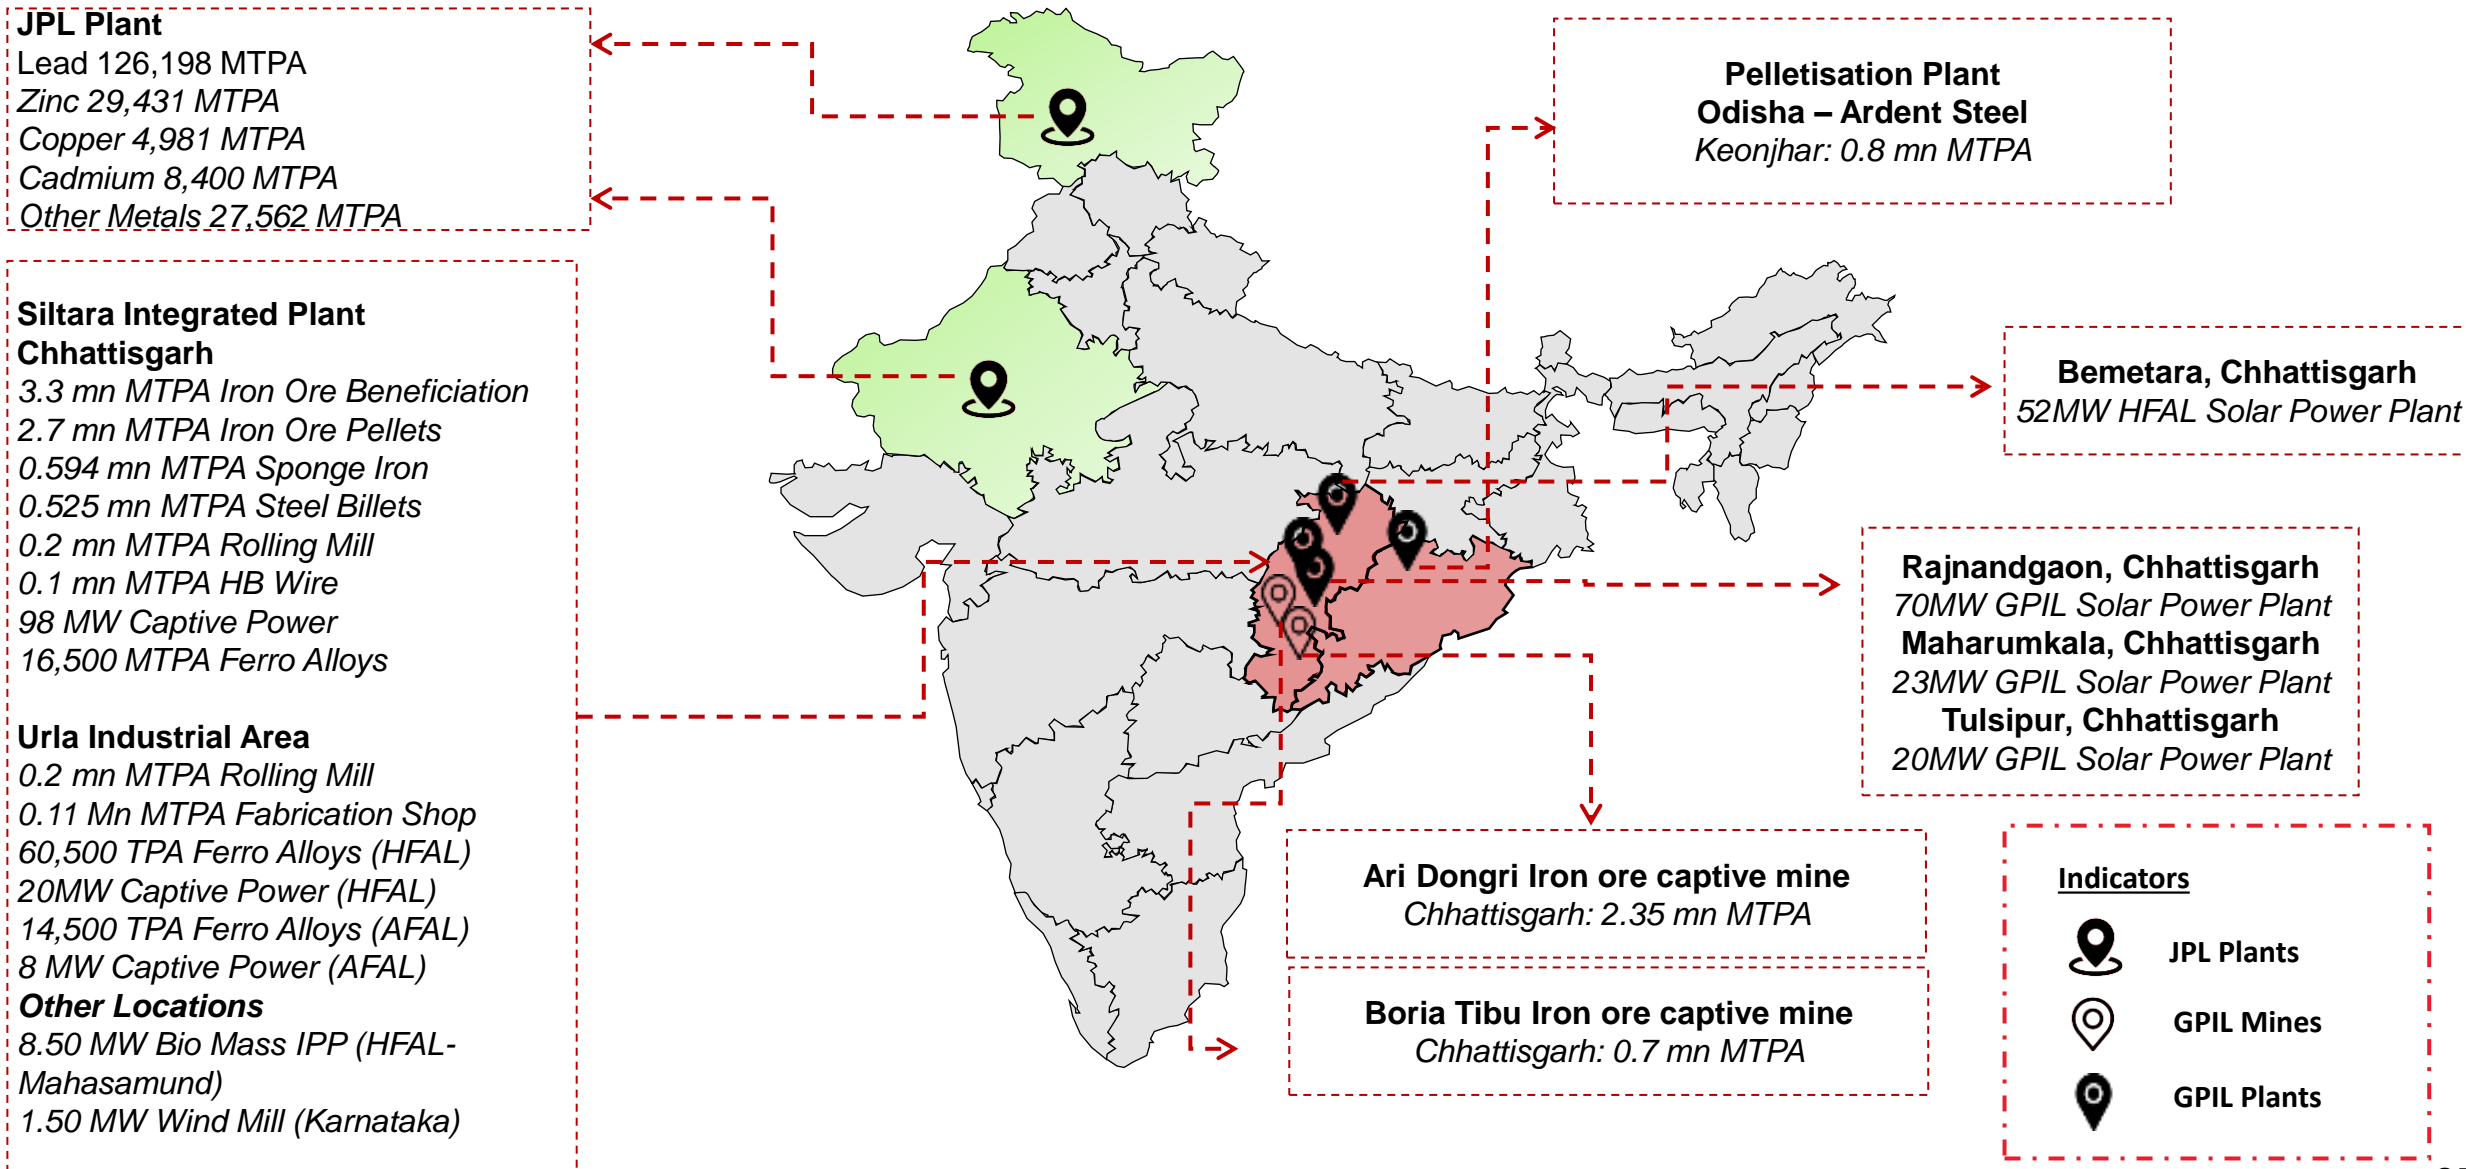 JPL Plant
Lead 126,198 MTPA
Zinc 29,431 MTPA
Copper 4,981 MTPA
Cadmium 8,400 MTPA
Other Metals 27,562 MTPA
Siltara Integrated Plant
Chhattisgarh
3.3 mn MTPA Iron Ore Beneficiation
2.7 mn MTPA Iron Ore Pellets
0.594 mn MTPA Sponge Iron
0.525 mn MTPA Steel Billets
0.2 mn MTPA Rolling Mill
0.1 mn MTPA HB Wire
98 MW Captive Power
16,500 MTPA Ferro Alloys
Urla Industrial Area
0.2 mn MTPA Rolling Mill
0.11 Mn MTPA Fabrication Shop
60,500 TPA Ferro Alloys (HFAL)
20MW Captive Power (HFAL)
14,500 TPA Ferro Alloys (AFAL)
8 MW Captive Power (AFAL)
Other Locations
8.50 MW Bio Mass IPP (HFAL-
Mahasamund)
1.50 MW Wind Mill (Karnataka)
Pelletisation Plant
Odisha – Ardent Steel
Keonjhar: 0.8 mn MTPA
Bemetara, Chhattisgarh
52MW HFAL Solar Power Plant
Rajnandgaon, Chhattisgarh
70MW GPIL Solar Power Plant
Maharumkala, Chhattisgarh
23MW GPIL Solar Power Plant
Tulsipur, Chhattisgarh
20MW GPIL Solar Power Plant
Ari Dongri Iron ore captive mine
Chhattisgarh: 2.35 mn MTPA
Boria Tibu Iron ore captive mine
Chhattisgarh: 0.7 mn MTPA
Indicators
JPL Plants
GPIL Mines
GPIL Plants